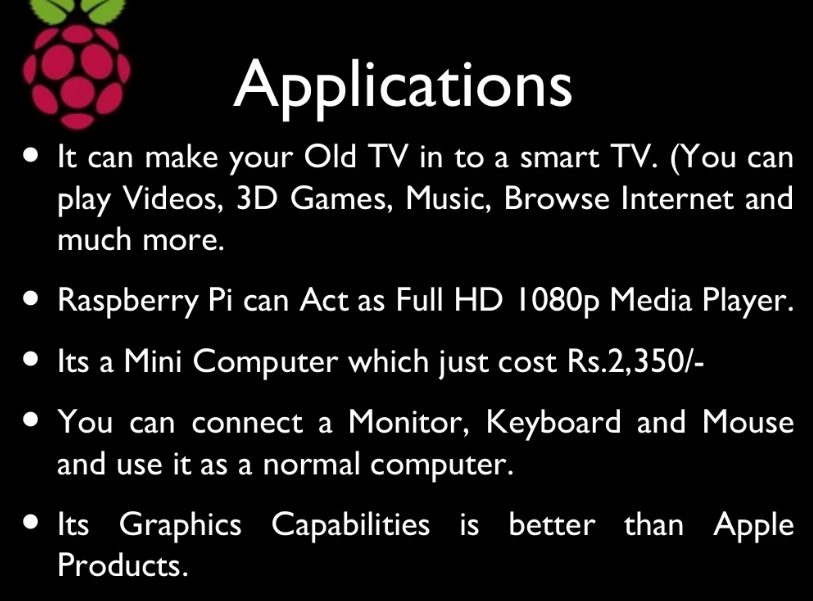 Applications
• It can make your Old TV in to a smart TV. (You can
play Videos, 3D Games, Music, Browse Internet and
much more.
• Raspberry Pi can Act as Full HD 1080p Media Player.
• Its a Mini Computer which just cost Rs.2,350/-
• You can connect a Monitor, Keyboard and Mouse
and use it as a normal computer.
• Its Graphics Capabilities is better than Apple
Products.